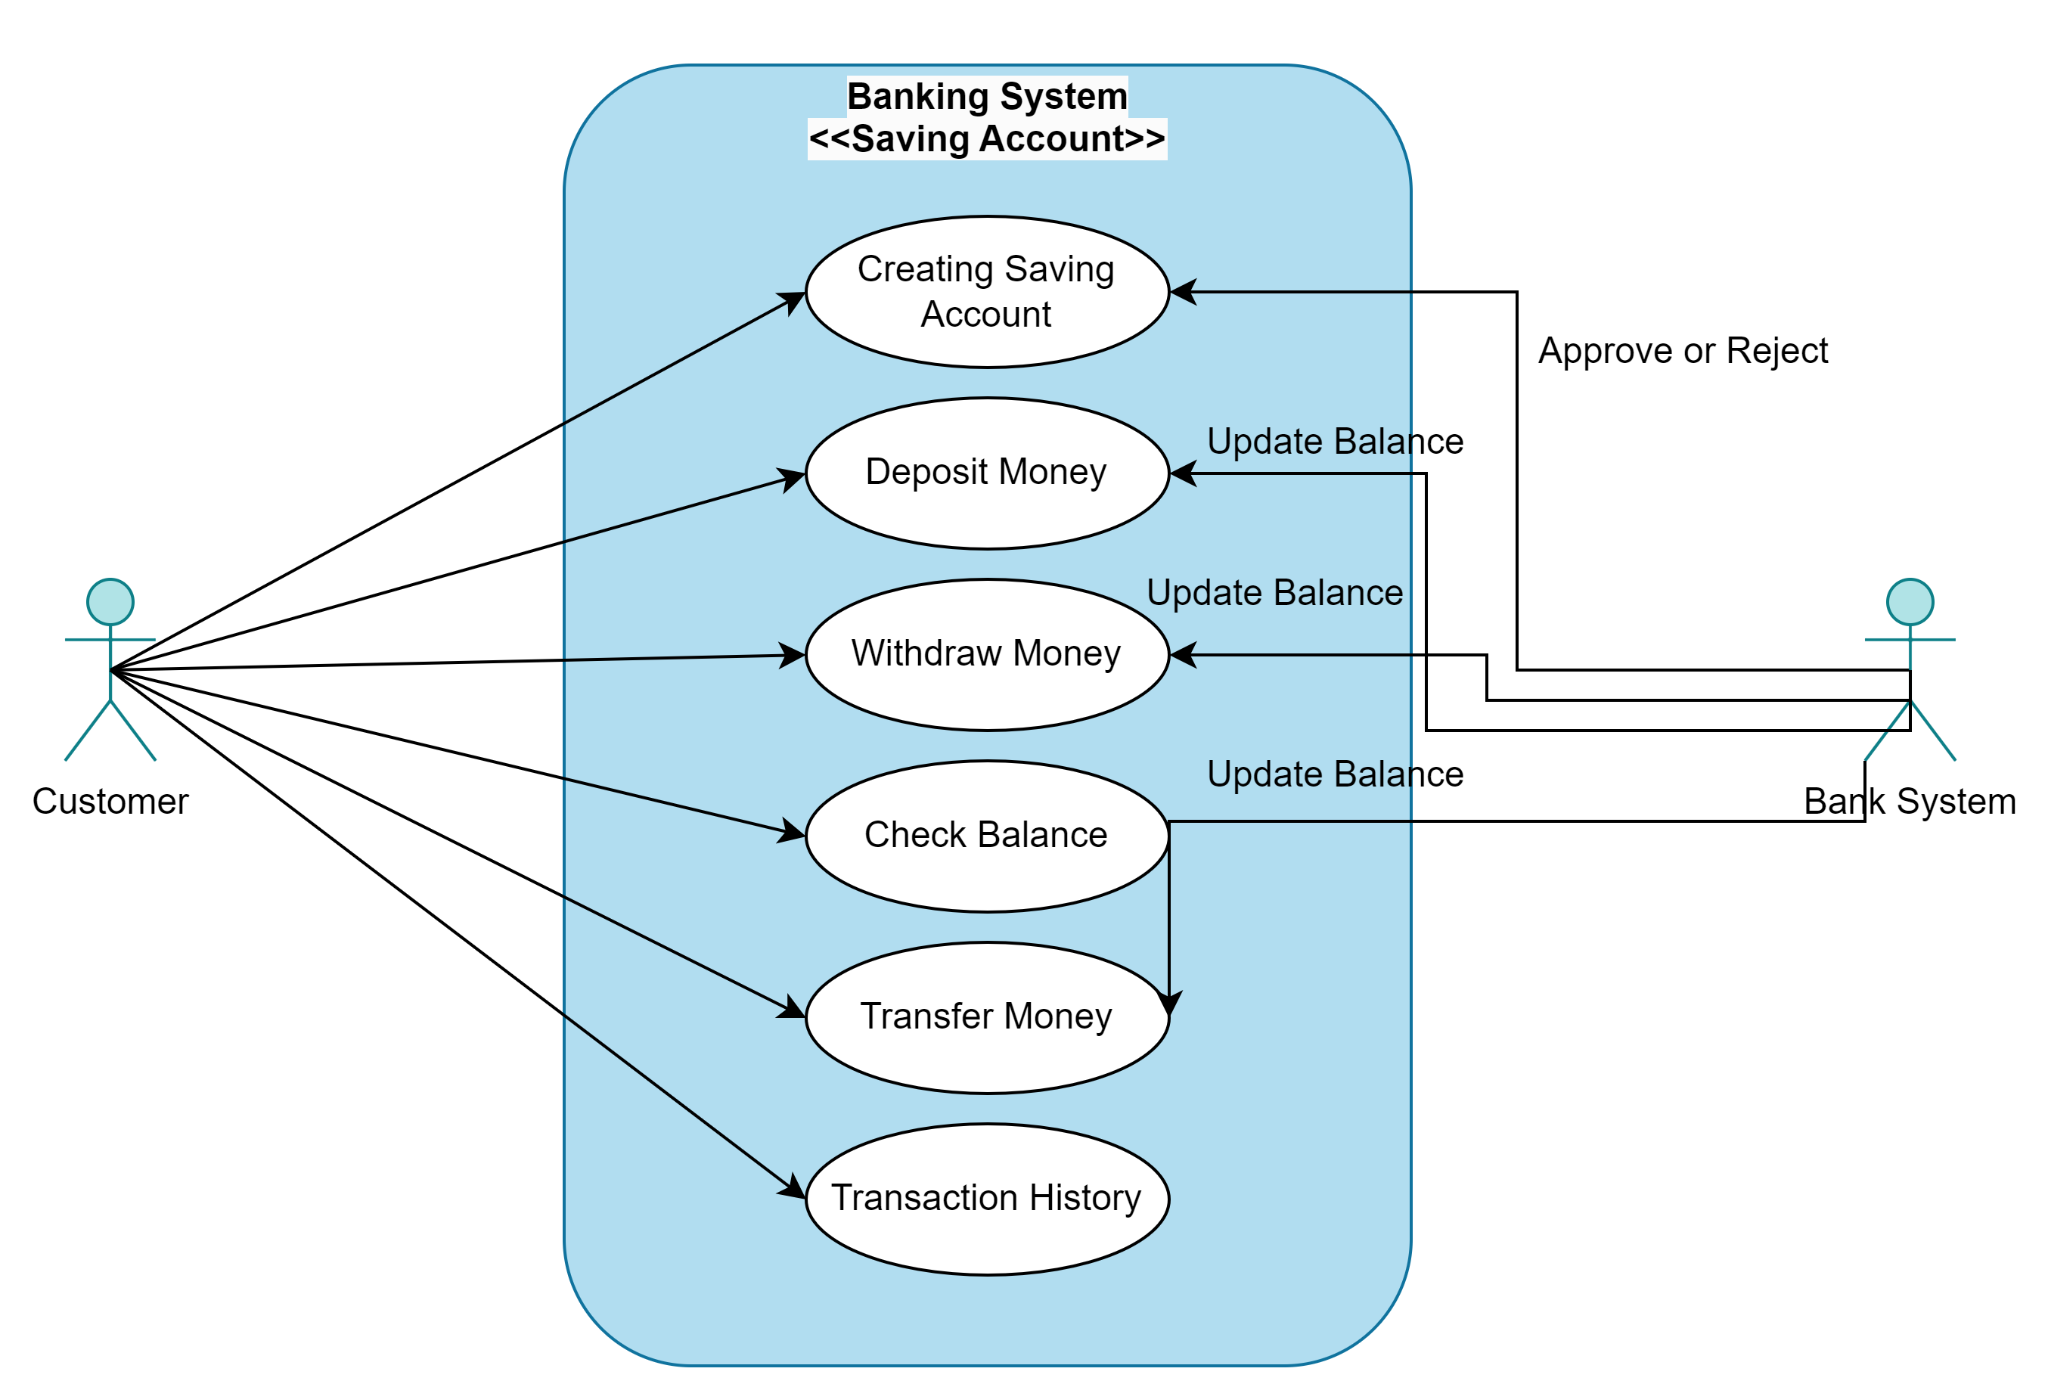 Banking System
<<Saving Account>>
Creating Saving
Account
Approve or Reject
Update Balance
Deposit Money
Update Balance
Withdraw Money
Update Balance
Customer
Bank System
Check Balance
Transfer Money
Transaction History